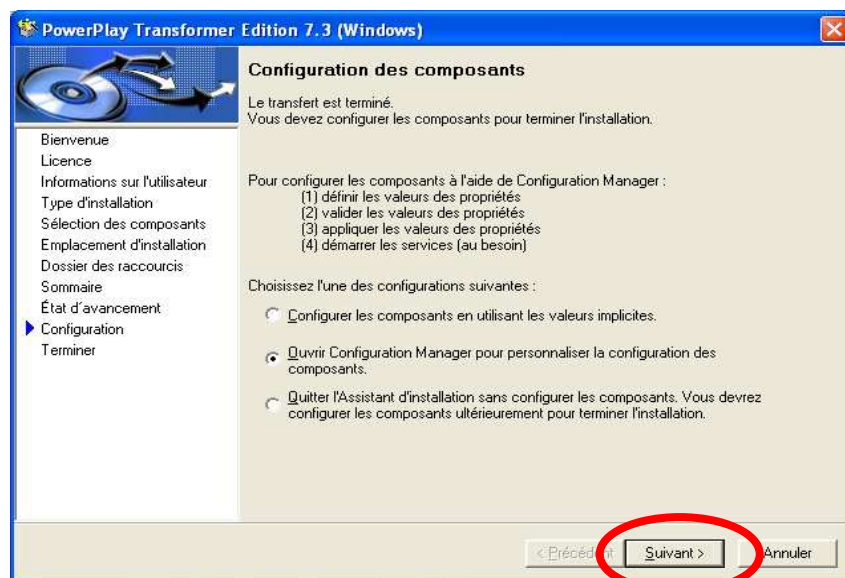 PowerPlay Transformer Edition 7.3 (Windows)
Configuration des composants
Le transfert est terminé.
Vous devez configurer les composants pour terminer l'installation.
Bienvenue
Licence
Informations sur l'utilisateur
Type d'installation
Sélection des composants
Emplacement d'installation
Dossier des raccourcis
Sommaire
État d´avancement
Configuration
Terminer
Pour configurer les composants à l'aide de Configuration Manager :
(1) définir les valeurs des propriétés
(2) valider les valeurs des propriétés
(3) appliquer les valeurs des propriétés
(4) démarrer les services (au besoin)
Choisissez l'une des configurations suivantes :
Configurer les composants en utilisant les valeurs implicites.
Ouvrir Configuration Manager pour personnaliser la configuration des
composants.
Quitter l'Assistant d'installation sans configurer les composants. Vous devrez
configurer les composants ultérieurement pour terminer l'installation.
< Précédent
Suivant >
Annuler